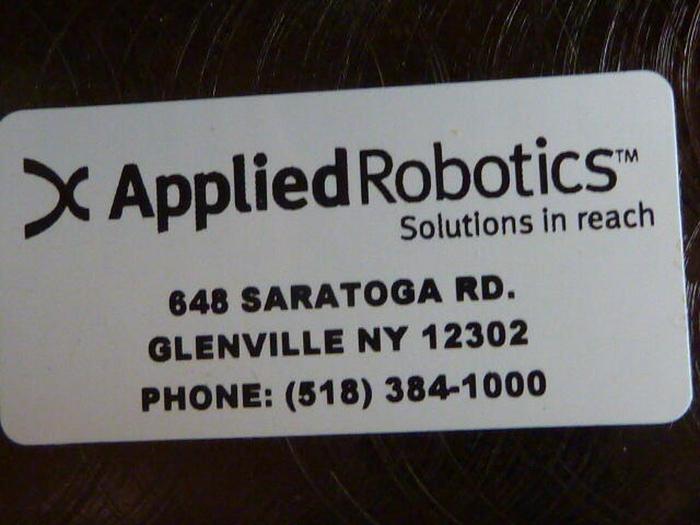 Applied Robotics™
Solutions in reach
648 SARATOGA RD.
GLENVILLE NY 12302
PHONE: (518) 384-1000